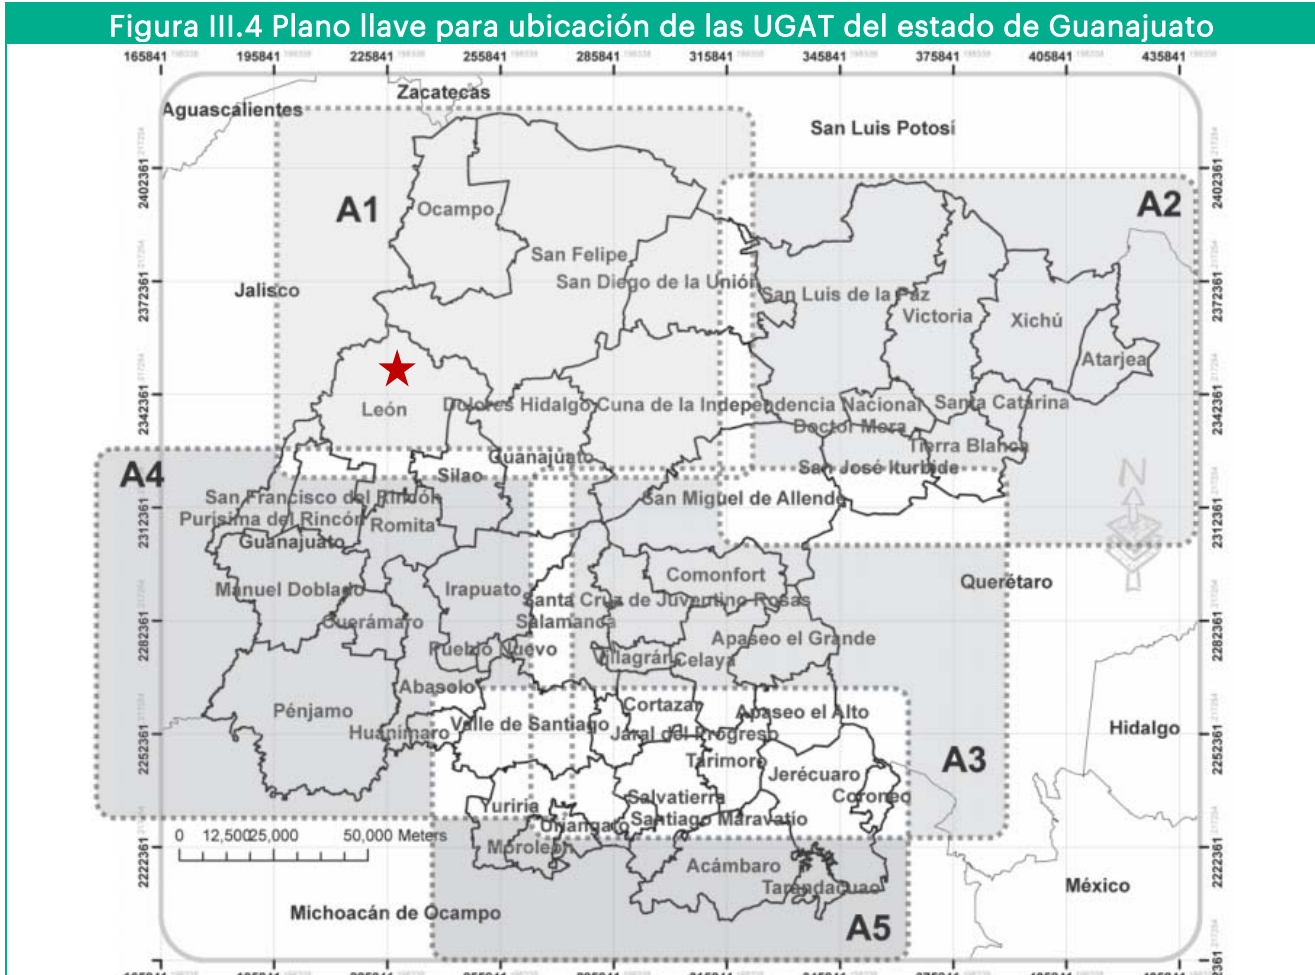 Figura III.4 Plano llave para ubicación de las UGAT del estado de Guanajuato
165841 195841 225841 255841 285841 315841 345841 375841 405841 435841
Zacatecas
Aguascalientes
San Luis Potosí
2402361
2402361
A1
A2
Ocampo
San Felipe
San Diego de la Unión
Jalisco
San Luis de la Paz
2372361
2372361
Victoria
Xichú
Atarjea
León
Dolores Hidalgo Cuna de la Independencia Nacional
Santa Catarina
2342361
2342361
Doctor Mora
Tierra Blanca
Guanajuato
San José Iturbide
A4
Silao
San Francisco del Rincón
San Miguel de Allende
N
2312361
2312361
Purísima del Rincón
Romita
Guanajuato
Comonfort
Querétaro
Manuel Doblado
Irapuato
Santa Cruz de Juventino Rosas
2282361
2282361
Cuerámaro
Salamanca
Apaseo el Grande
Pueblo Nuevo
Villagrán
Celaya
Abasolo
Cortazar
Apaseo el Alto
Pénjamo
Valle de Santiago
Huanímaro
Jaral del Progreso
Hidalgo
2252361
2252361
Tarimoro
A3
Jerécuaro
Coroneo
Salvatierra
Yuriria
Uriangato
Santiago Maravatío
0 12,500 25,000 50,000 Meters
Moroleón
2222361
2222361
Acámbaro
Tarandacuao
México
Michoacán de Ocampo
A5